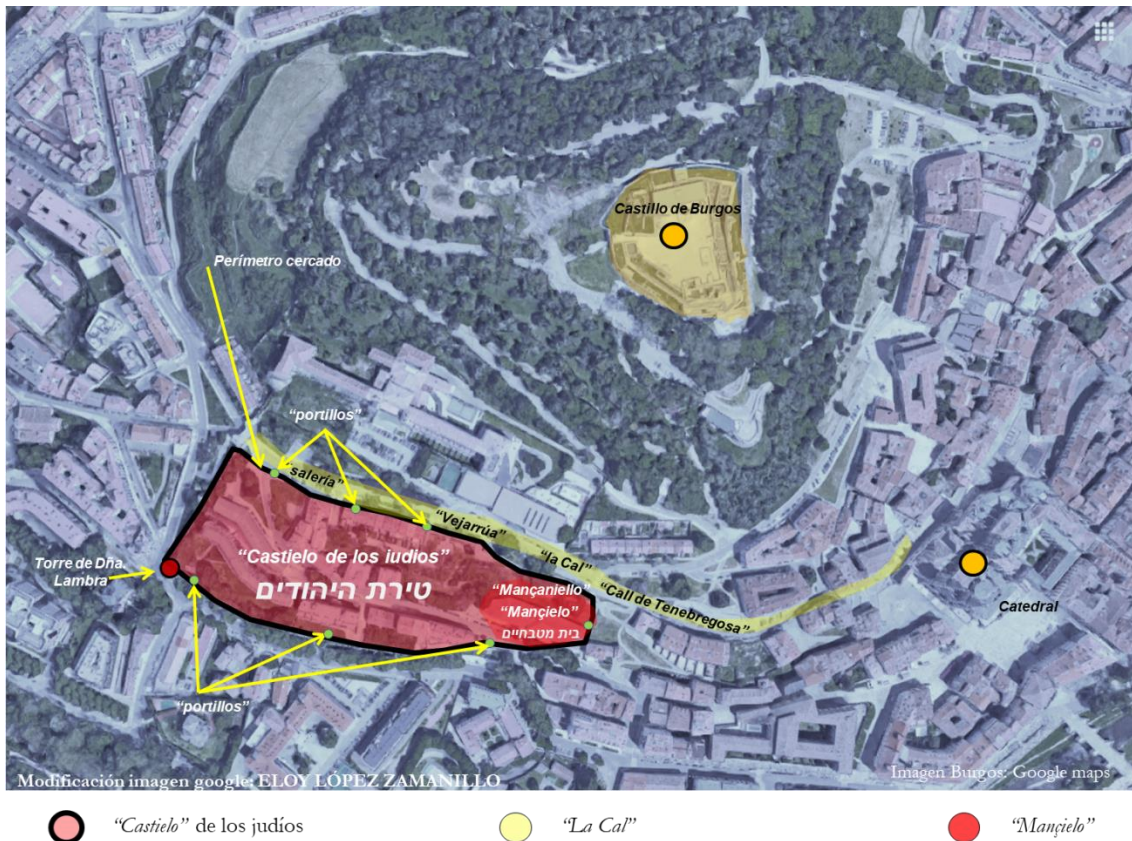 Castillo de Burgos
Perímetro cercado
“portillos”
“salería”
“Vejarrúa”
“Castielo de los iudios”
טירת היהודים
Torre de Dña.
Lambra
“la Cal”
“Mançaniello”
“Call de Tenebregosa”
“Mançielo”
בית מטבחיים
Catedral
“portillos”
Modificación imagen google: ELOY LÓPEZ ZAMANILLO
Imagen Burgos: Google maps
“Castielo” de los judíos
“La Cal”
“Mançielo”